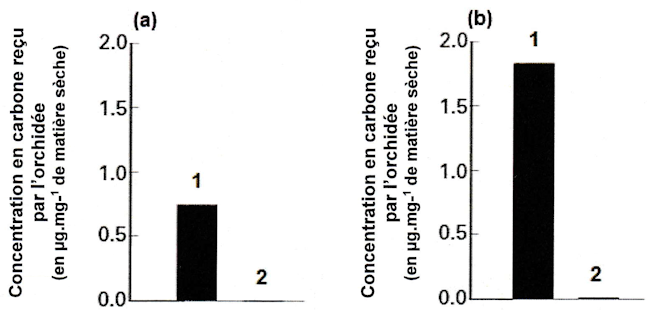 (a)
Concentration en carbone reçu
par l'orchidée
(en µg.mg-¹ de matière sèche)
2.0
1.5
1.0
0.5
0.0
1
2
(b)
Concentration en carbone reçu
par l'orchidée
(en µg.mg-¹ de matière sèche)
2.0
1.5
1.0
0.5
0.0
1
2